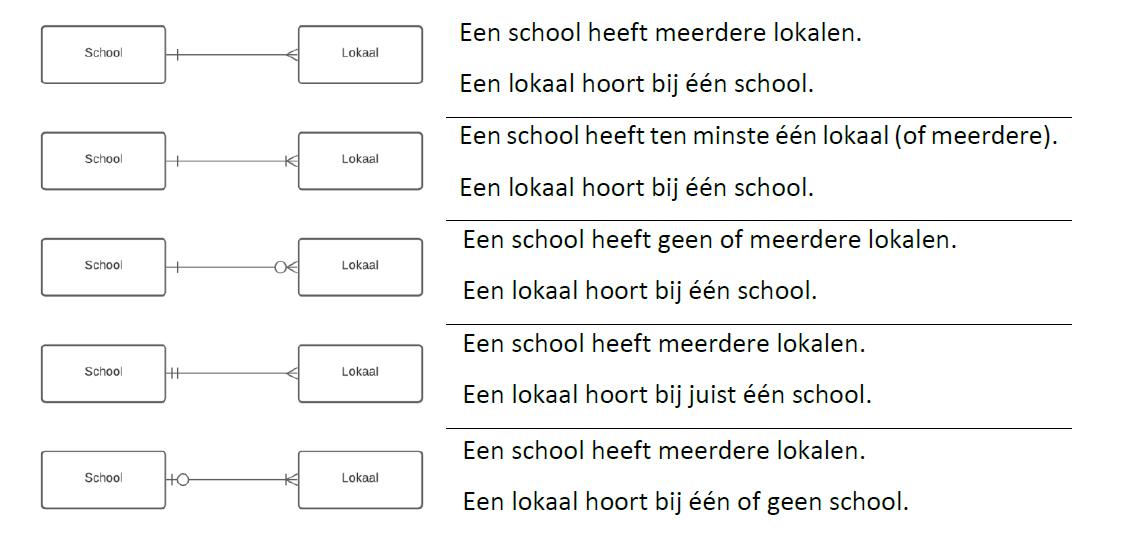 School
Lokaal
Een school heeft meerdere lokalen.
Een lokaal hoort bij één school.
School
Lokaal
Een school heeft ten minste één lokaal (of meerdere).
Een lokaal hoort bij één school.
School
Lokaal
Een school heeft geen of meerdere lokalen.
Een lokaal hoort bij één school.
School
Lokaal
Een school heeft meerdere lokalen.
Een lokaal hoort bij juist één school.
School
Lokaal
Een school heeft meerdere lokalen.
Een lokaal hoort bij één of geen school.